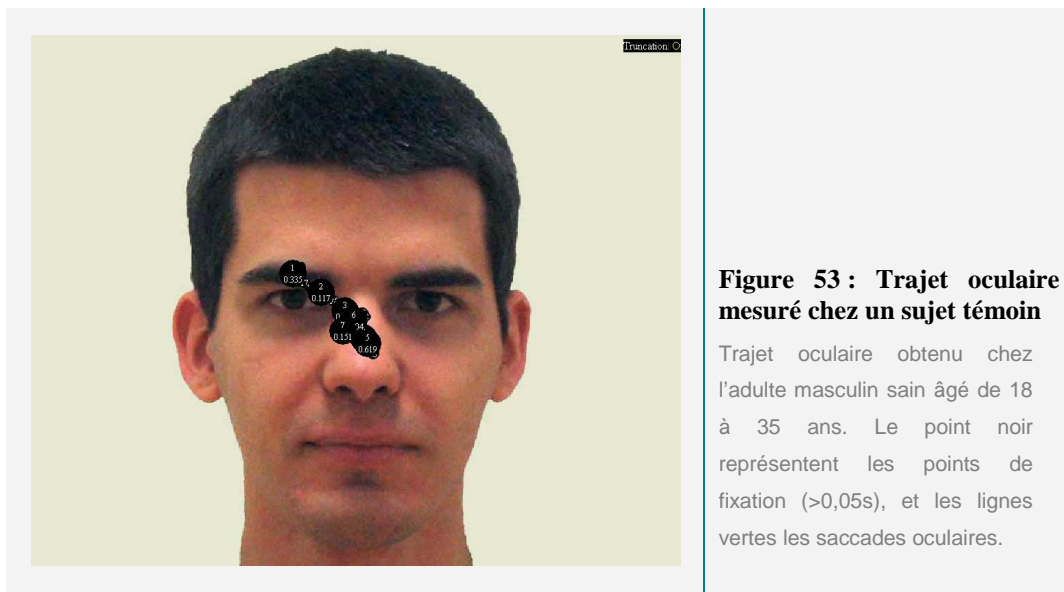 Truncation: O
1
0.335
2
0.117
3
0
6
7
94.
0.151
5
0.619
Figure 53 : Trajet oculaire
mesuré chez un sujet témoin
Trajet oculaire obtenu chez
l’adulte masculin sain âgé de 18
à 35 ans. Le point noir
représentent les points de
fixation (>0,05s), et les lignes
vertes les saccades oculaires.